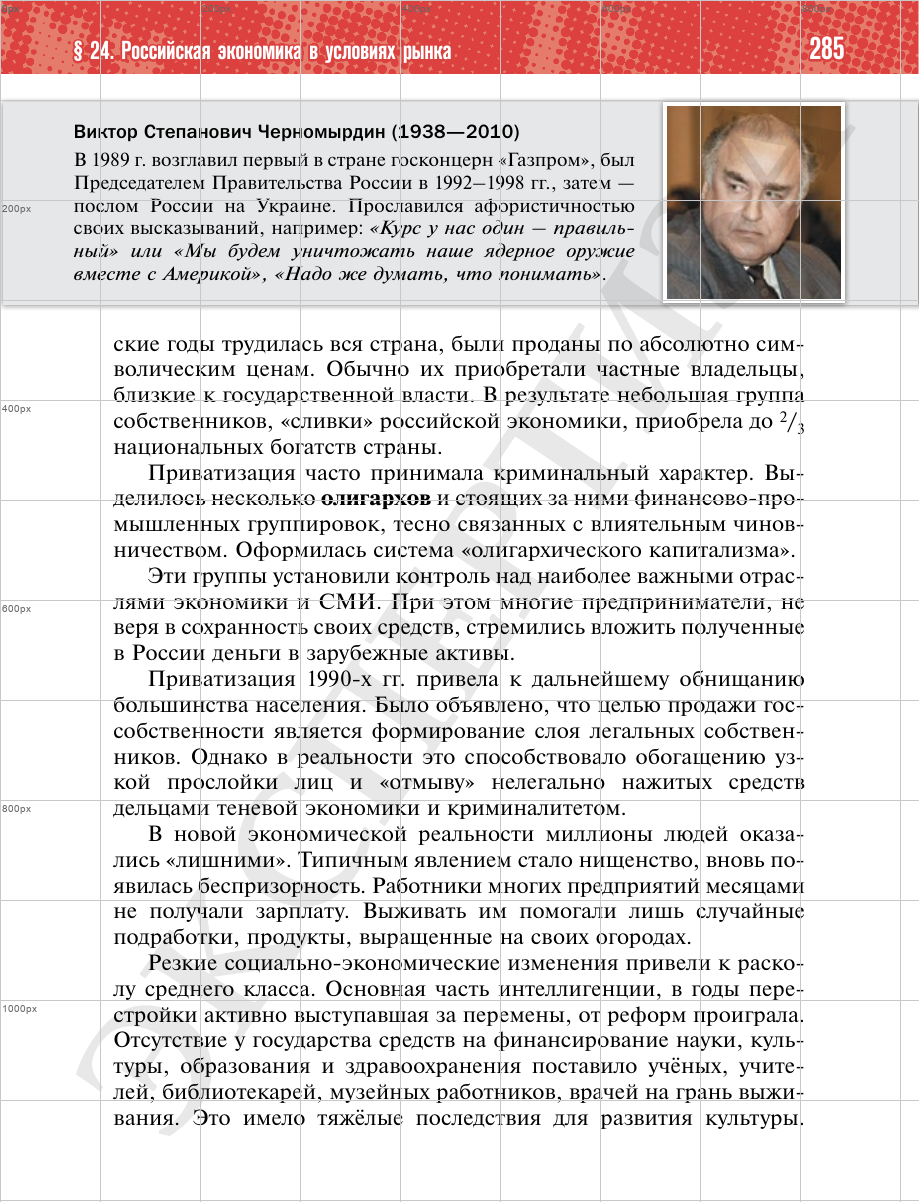 § 24. Российская экономика в условиях рынка 285
Виктор Степанович Черномырдин (1938—2010)
В 1989 г. возглавил первый в стране госконцерн «Газпром», был
Председателем Правительства России в 1992—1998 гг., затем —
послом России на Украине. Прославился афористичностью
своих высказываний, например: «Курс у нас один — правиль-
ный» или «Мы будем уничтожать наше ядерное оружие
вместе с Америкой», «Надо же думать, что понимать».
ские годы трудилась вся страна, были проданы по абсолютно сим-
волическим ценам. Обычно их приобретали частные владельцы,
близкие к государственной власти. В результате небольшая группа
собственников, «сливки» российской экономики, приобрела до 2/3
национальных богатств страны.
Приватизация часто принимала криминальный характер. Вы-
делилось несколько олигархов и стоящих за ними финансово-про-
мышленных группировок, тесно связанных с влиятельным чинов-
ничеством. Оформилась система «олигархического капитализма».
Эти группы установили контроль над наиболее важными отрас-
лями экономики и СМИ. При этом многие предприниматели, не
веря в сохранность своих средств, стремились вложить полученные
в России деньги в зарубежные активы.
Приватизация 1990-х гг. привела к дальнейшему обнищанию
большинства населения. Было объявлено, что целью продажи гос-
собственности является формирование слоя легальных собствен-
ников. Однако в реальности это способствовало обогащению уз-
кой прослойки лиц и «отмыву» нелегально нажитых средств
дельцами теневой экономики и криминалитетом.
В новой экономической реальности миллионы людей оказа-
лись «лишними». Типичным явлением стало нищенство, вновь по-
явилась беспризорность. Работники многих предприятий месяцами
не получали зарплату. Выживать им помогали лишь случайные
подработки, продукты, выращенные на своих огородах.
Резкие социально-экономические изменения привели к раско-
лу среднего класса. Основная часть интеллигенции, в годы пере-
стройки активно выступавшая за перемены, от реформ проиграла.
Отсутствие у государства средств на финансирование науки, куль-
туры, образования и здравоохранения поставило учёных, учите-
лей, библиотекарей, музейных работников, врачей на грань выжи-
вания. Это имело тяжёлые последствия для развития культуры.
200px
400px
600px
800px
1000px
ЭКСПЕРТИЗА